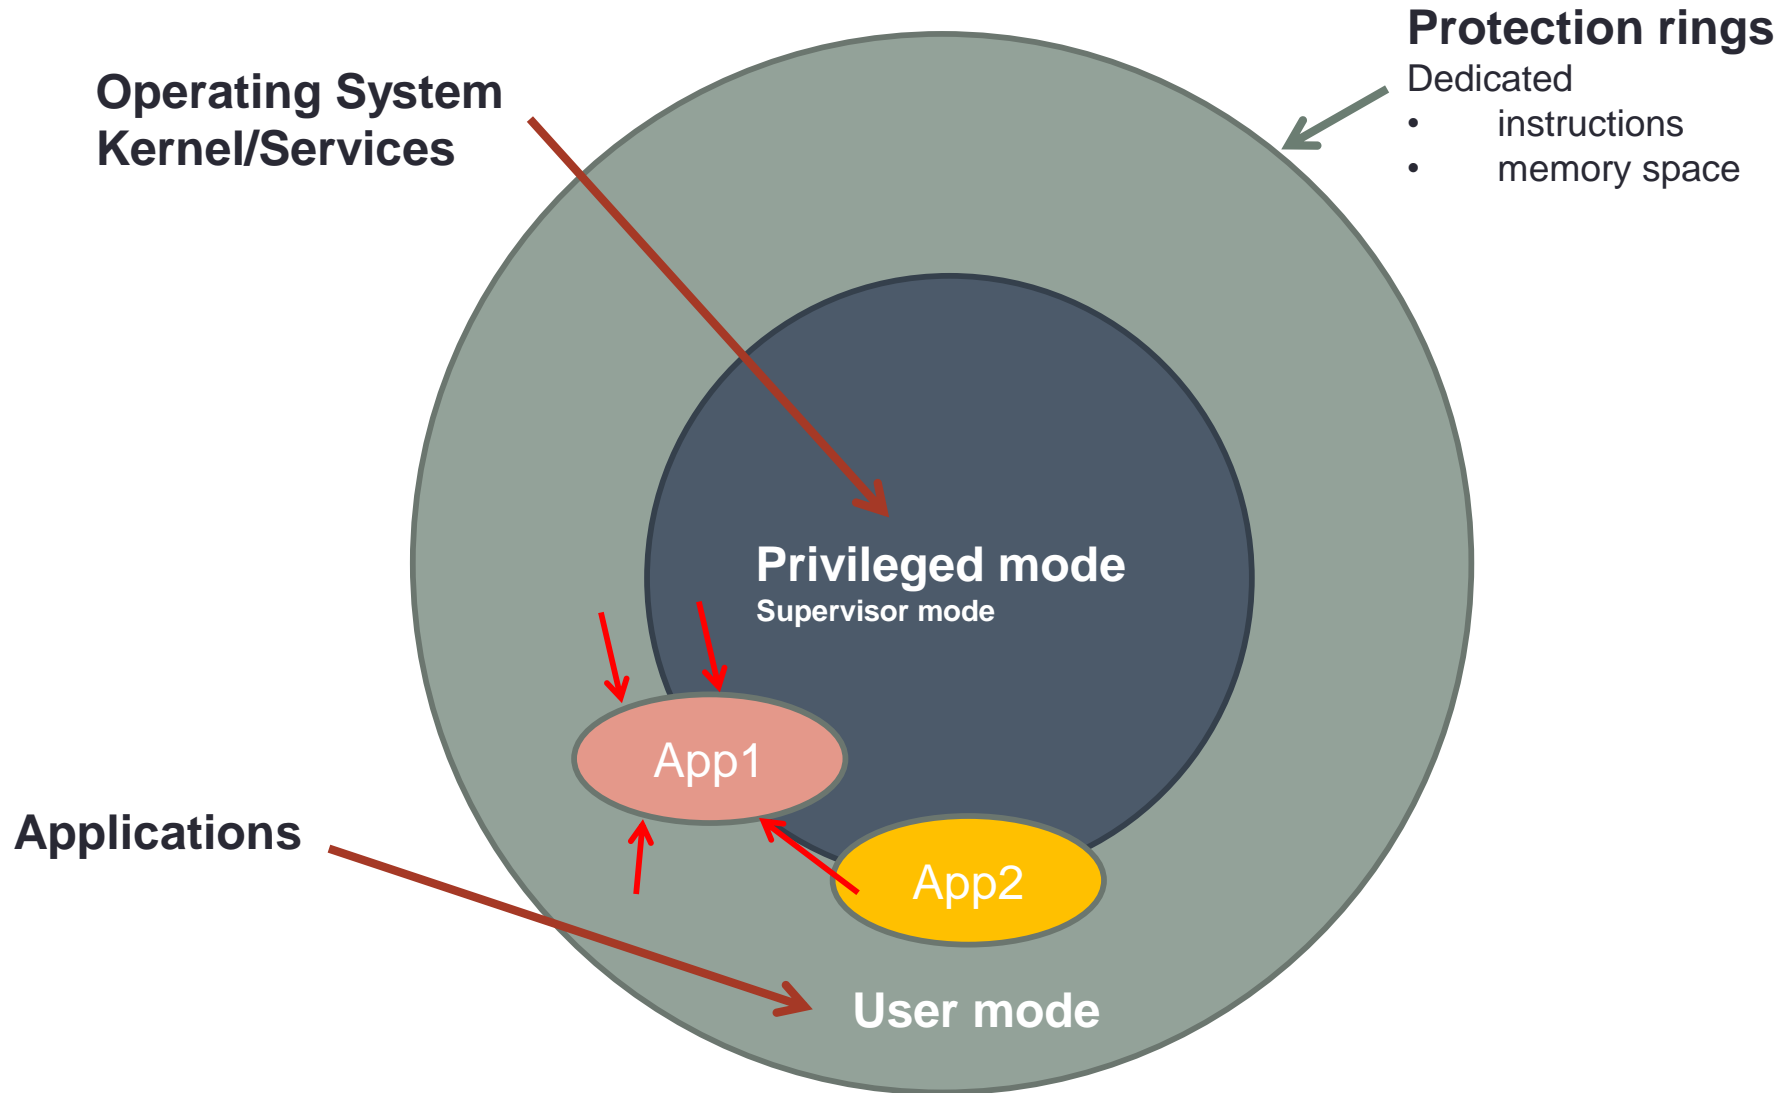 Protection rings
Dedicated
• instructions
• memory space
Operating System
Kernel/Services
Privileged mode
Supervisor mode
App1
Applications
App2
User mode